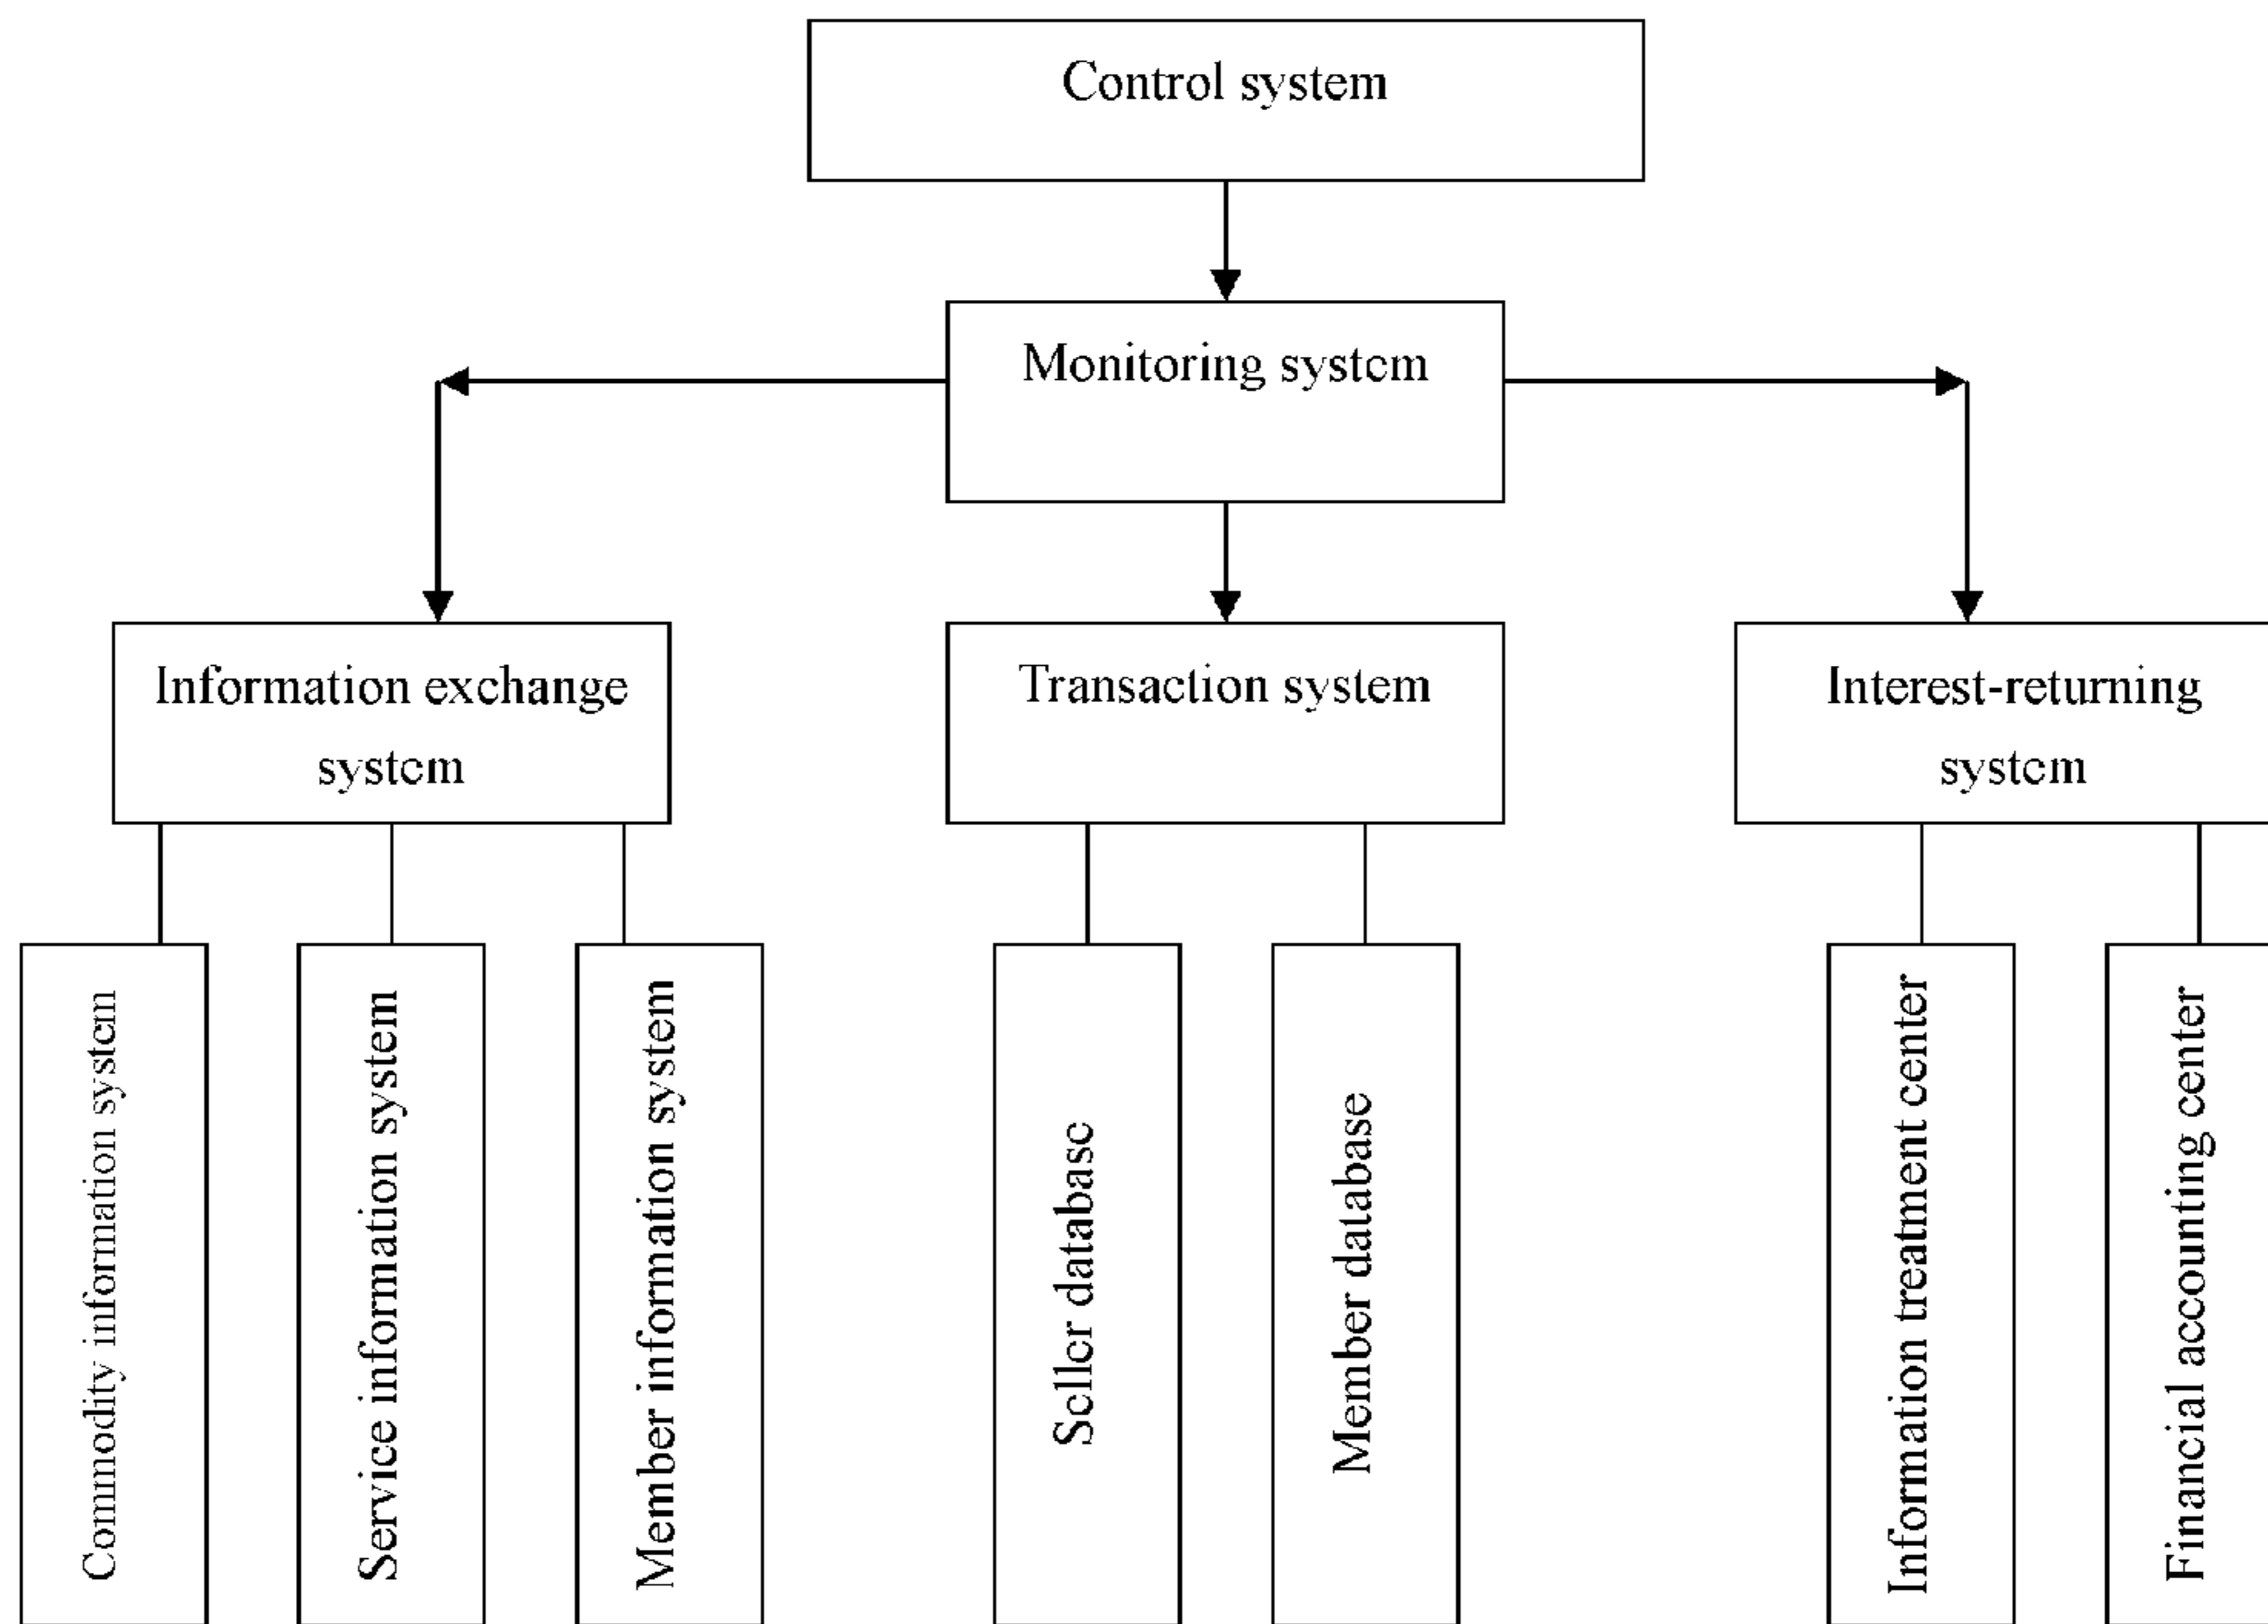 Control system
Monitoring system
Information exchange
system
Transaction system
Interest-returning
system
Commodity information system
Service information system
Member information system
Seller database
Member database
Information treatment center
Financial accounting center